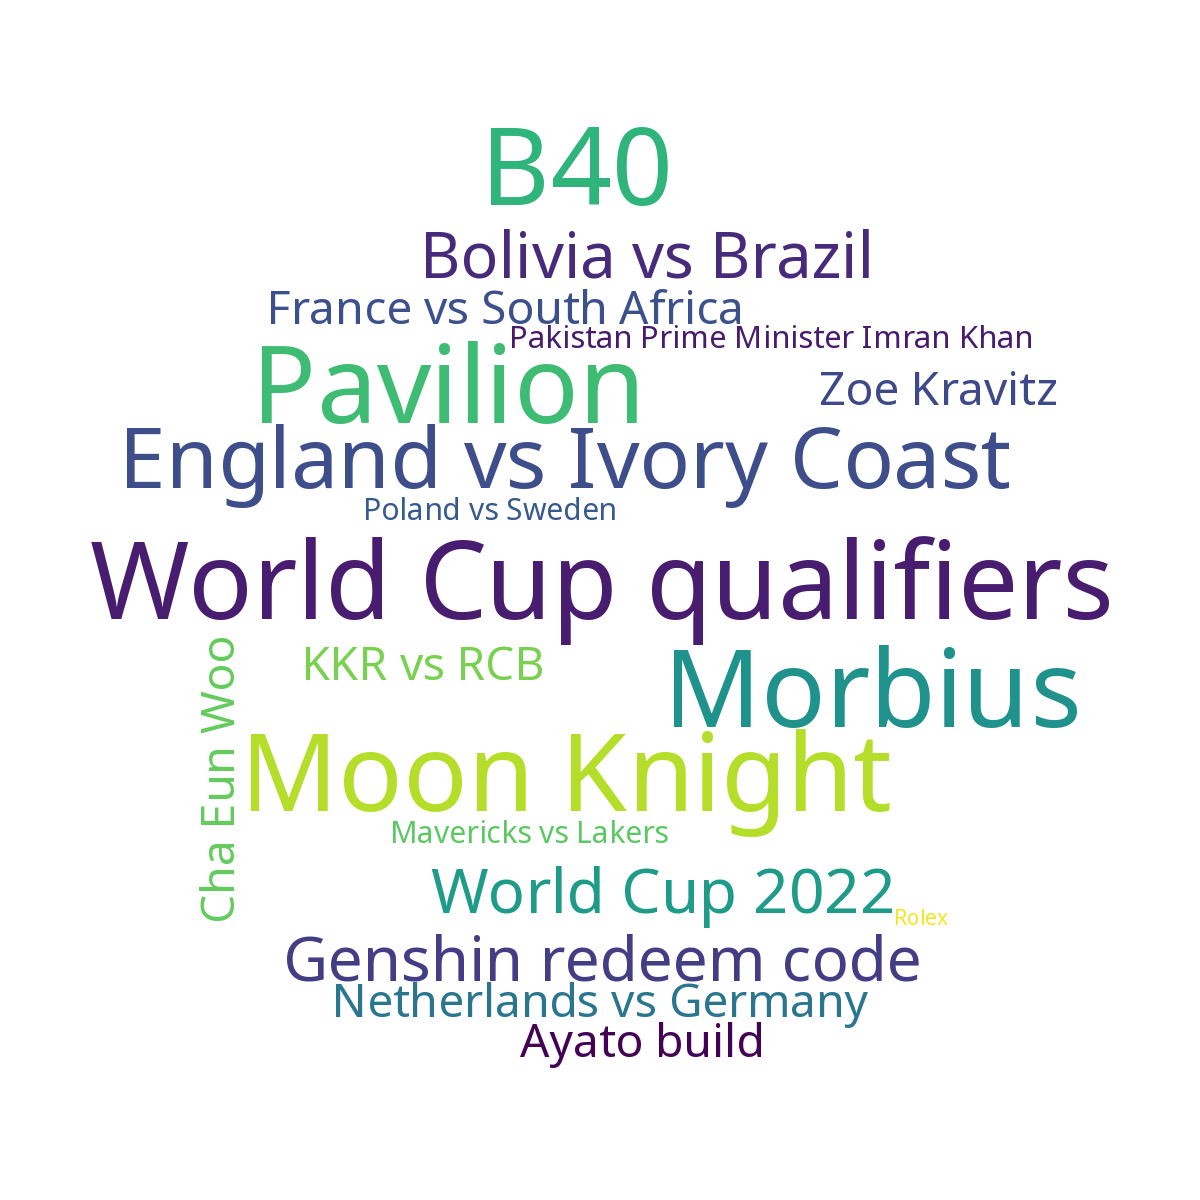 B40
Bolivia vs Brazil
France vs South Africa
Pakistan Prime Minister Imran Khan
Pavilion
Zoe Kravitz
England vs Ivory Coast
Poland vs Sweden
World Cup qualifiers
Cha Eun Woo
KKR vs RCB
Morbius
Moon Knight
Mavericks vs Lakers
World Cup 2022
Rolex
Genshin redeem code
Netherlands vs Germany
Ayato build